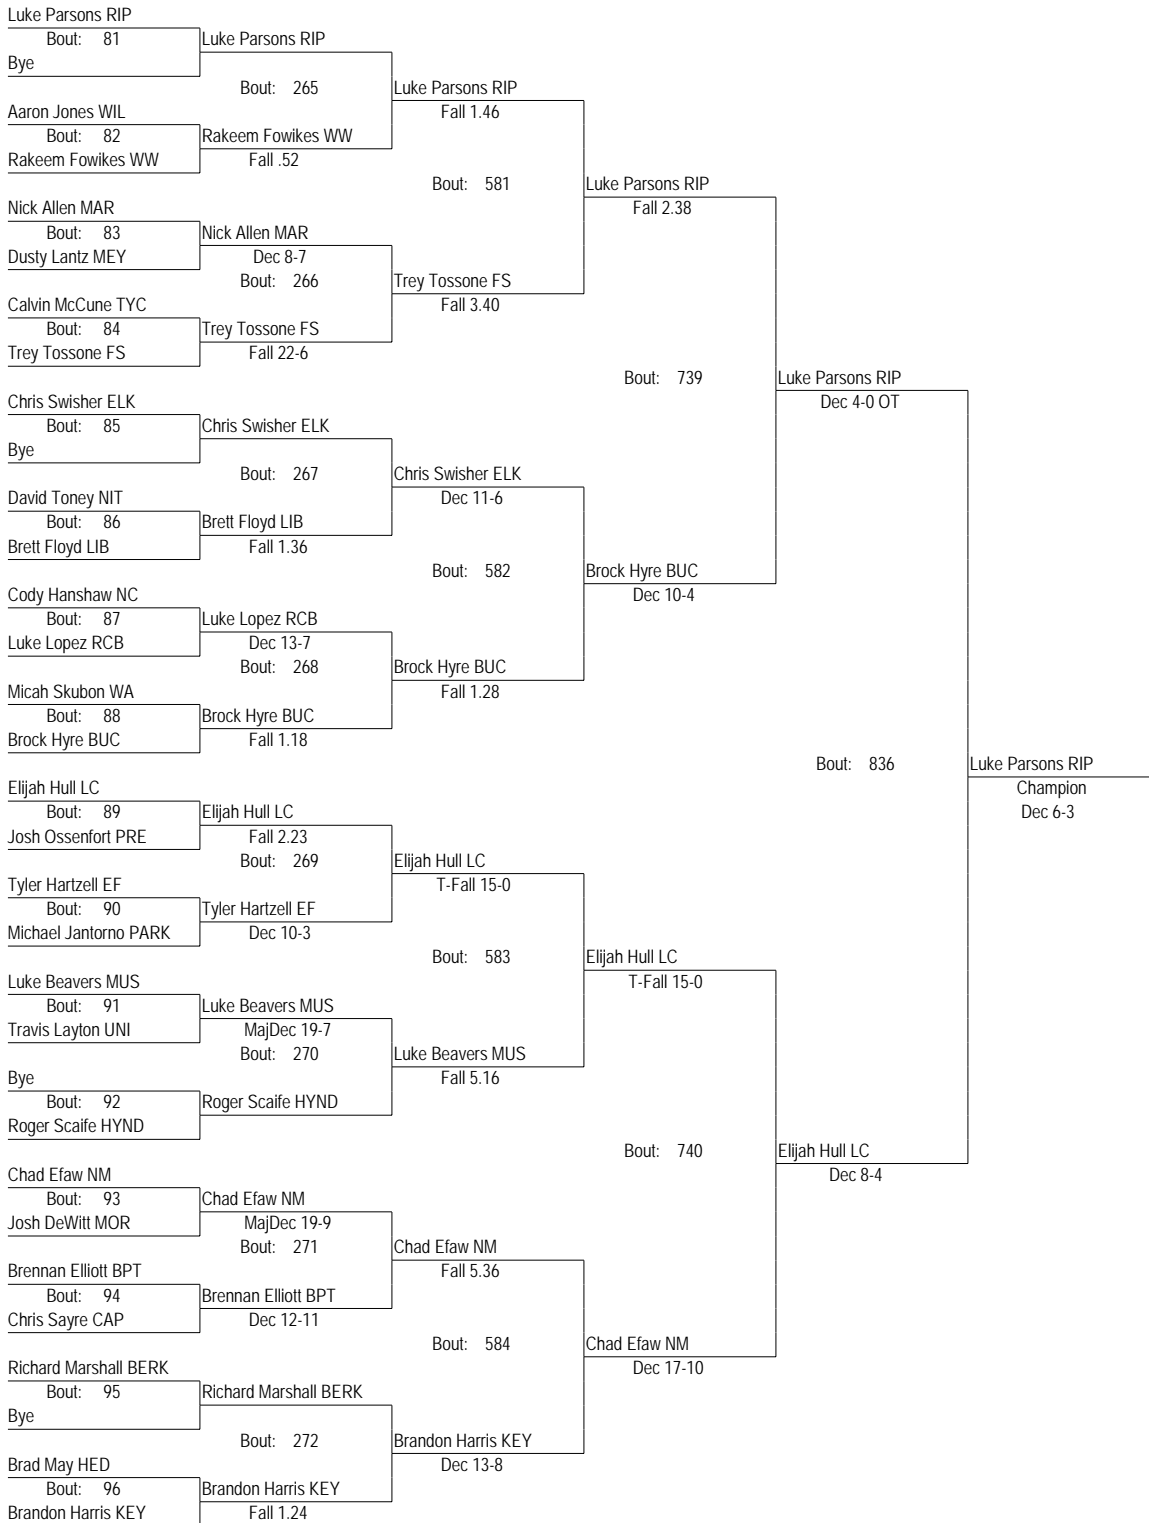 Luke Parsons RIP
Bout: 81
Luke Parsons RIP
Bye
Bout: 265
Luke Parsons RIP
Fall 1.46
Aaron Jones WIL
Bout: 82
Rakeem Fowikes WW
Rakeem Fowikes WW
Fall .52
Bout: 581
Luke Parsons RIP
Fall 2.38
Nick Allen MAR
Bout: 83
Nick Allen MAR
Dusty Lantz MEY
Dec 8-7
Bout: 266
Trey Tossone FS
Fall 3.40
Calvin McCune TYC
Bout: 84
Trey Tossone FS
Trey Tossone FS
Fall 22-6
Bout: 739
Luke Parsons RIP
Dec 4-0 OT
Chris Swisher ELK
Bout: 85
Chris Swisher ELK
Bye
Bout: 267
Chris Swisher ELK
Dec 11-6
David Toney NIT
Bout: 86
Brett Floyd LIB
Brett Floyd LIB
Fall 1.36
Bout: 582
Brock Hyre BUC
Dec 10-4
Cody Hanshaw NC
Bout: 87
Luke Lopez RCB
Luke Lopez RCB
Dec 13-7
Bout: 268
Brock Hyre BUC
Fall 1.28
Micah Skubon WA
Bout: 88
Brock Hyre BUC
Brock Hyre BUC
Fall 1.18
Bout: 836
Luke Parsons RIP
Champion
Dec 6-3
Elijah Hull LC
Bout: 89
Elijah Hull LC
Josh Ossenfort PRE
Fall 2.23
Bout: 269
Elijah Hull LC
T-Fall 15-0
Tyler Hartzell EF
Bout: 90
Tyler Hartzell EF
Michael Jantorno PARK
Dec 10-3
Bout: 583
Elijah Hull LC
T-Fall 15-0
Luke Beavers MUS
Bout: 91
Luke Beavers MUS
Travis Layton UNI
MajDec 19-7
Bout: 270
Luke Beavers MUS
Fall 5.16
Bye
Bout: 92
Roger Scaife HYND
Roger Scaife HYND
Bout: 740
Elijah Hull LC
Dec 8-4
Chad Efaw NM
Bout: 93
Chad Efaw NM
Josh DeWitt MOR
MajDec 19-9
Bout: 271
Chad Efaw NM
Fall 5.36
Brennan Elliott BPT
Bout: 94
Brennan Elliott BPT
Chris Sayre CAP
Dec 12-11
Bout: 584
Chad Efaw NM
Dec 17-10
Richard Marshall BERK
Bout: 95
Richard Marshall BERK
Bye
Bout: 272
Brandon Harris KEY
Dec 13-8
Brad May HED
Bout: 96
Brandon Harris KEY
Brandon Harris KEY
Fall 1.24